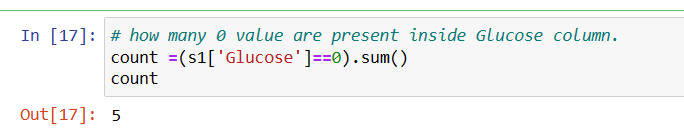 In [17]: # how many 0 value are present inside Glucose column.
count =(s1['Glucose']==0).sum()
count
Out[17]: 5